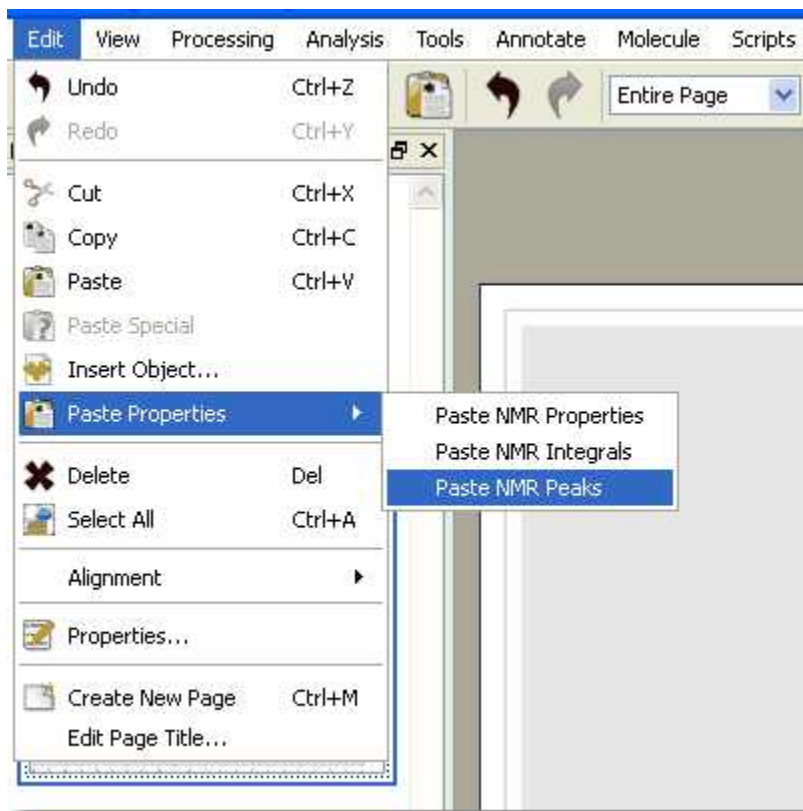 Edit View Processing Analysis Tools Annotate Molecule Scripts
Undo Ctrl+Z
Entire Page
Redo Ctrl+Y
Cut Ctrl+X
Copy Ctrl+C
Paste Ctrl+V
Paste Special
Insert Object...
Paste Properties
Paste NMR Properties
Paste NMR Integrals
Paste NMR Peaks
Delete Del
Select All Ctrl+A
Alignment
Properties...
Create New Page Ctrl+M
Edit Page Title...